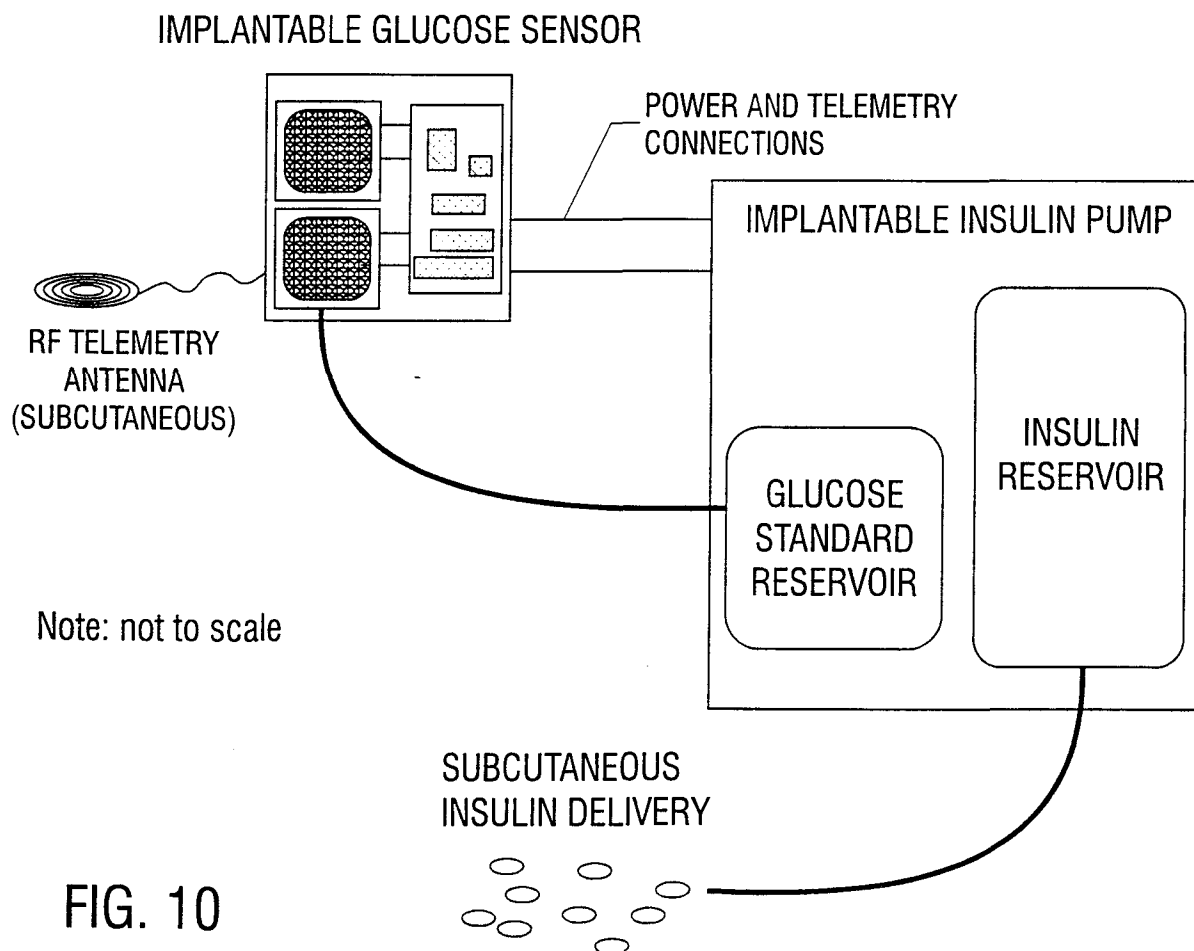 IMPLANTABLE GLUCOSE SENSOR
POWER AND TELEMETRY
CONNECTIONS
IMPLANTABLE INSULIN PUMP
RF TELEMETRY
ANTENNA
(SUBCUTANEOUS)
INSULIN
RESERVOIR
GLUCOSE
STANDARD
RESERVOIR
Note: not to scale
SUBCUTANEOUS
INSULIN DELIVERY
FIG. 10